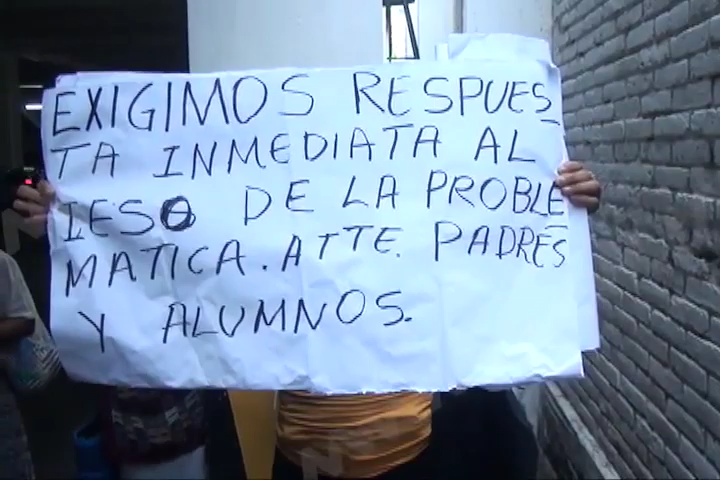 EXIGIMOS RESPUES_
TA INMEDIATA AL
IESO DE LA PROBLE
MATICA. ATTE. PADRES
Y ALUMNOS.